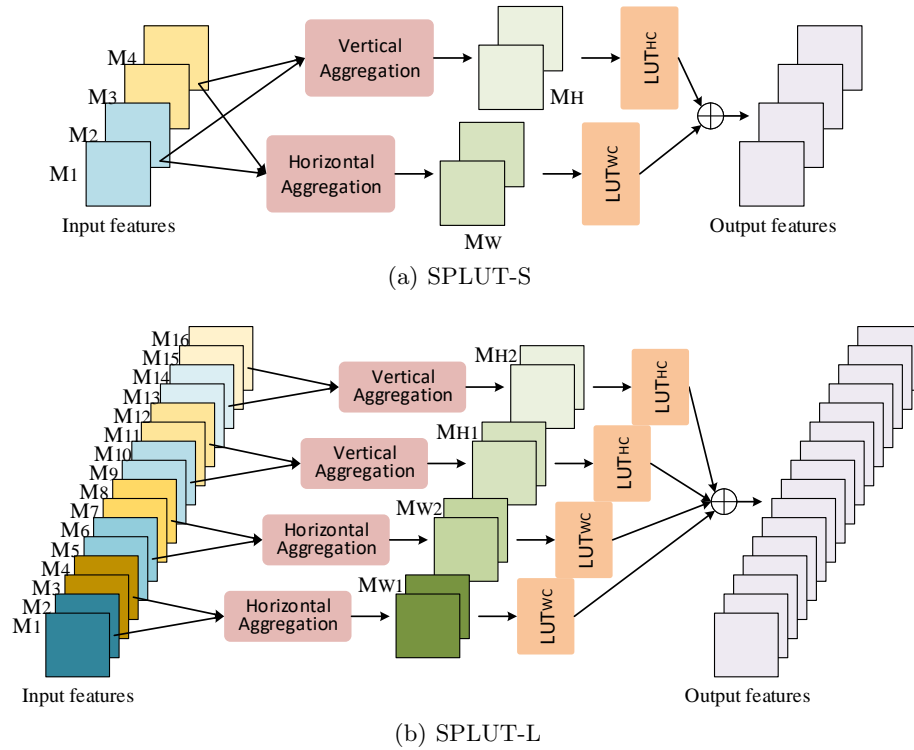 M4
M3
M2
M1
Input features
Vertical
Aggregation
Horizontal
Aggregation
MH
MW
LUTHC
LUTWC
Output features
(a) SPLUT-S
M16
M15
M14
M13
M12
M11
M10
M9
M8
M7
M6
M5
M4
M3
M2
M1
Input features
Vertical
Aggregation
Vertical
Aggregation
Horizontal
Aggregation
Horizontal
Aggregation
MH2
MH1
MW2
MW1
LUTHC
LUTHC
LUTWC
LUTWC
Output features
(b) SPLUT-L